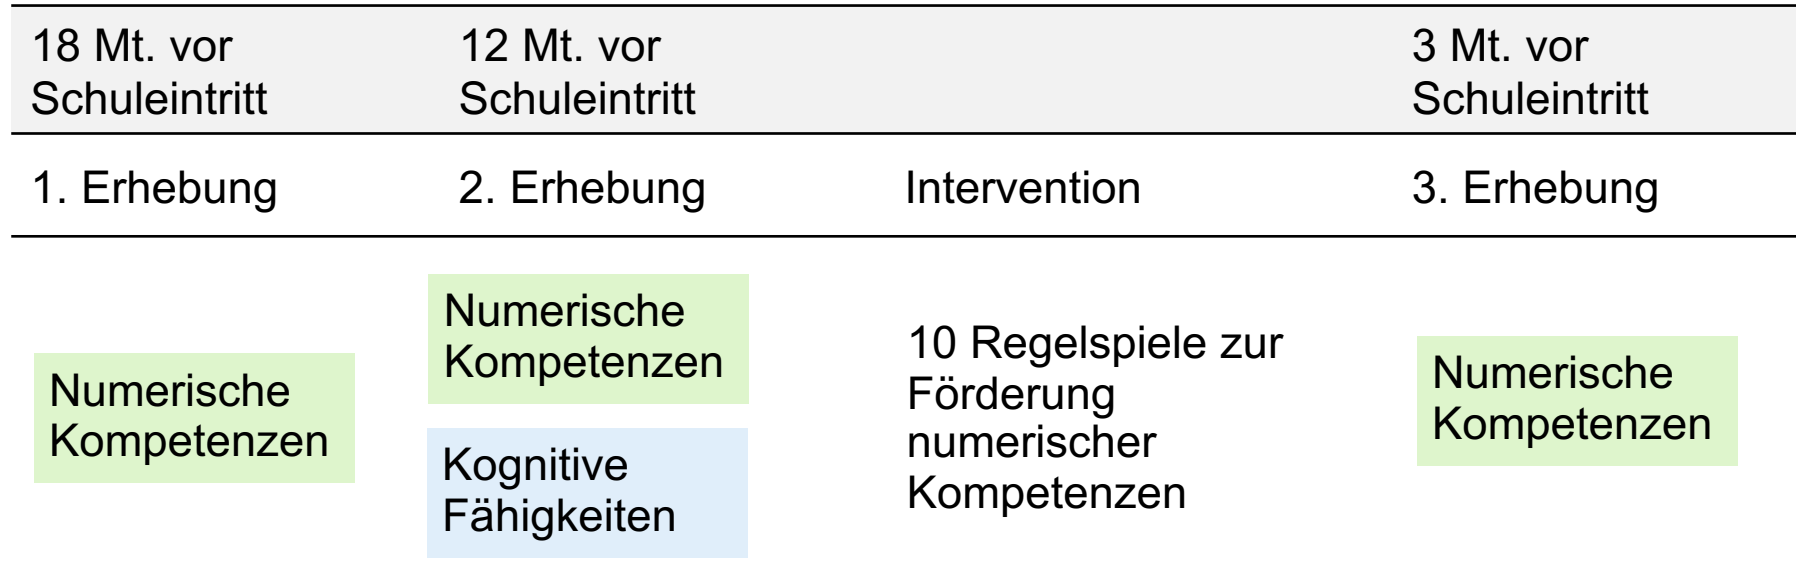 18 Mt. vor
Schuleintritt
12 Mt. vor
Schuleintritt
3 Mt. vor
Schuleintritt
1. Erhebung
2. Erhebung
Intervention
3. Erhebung
Numerische
Kompetenzen
Numerische
Kompetenzen
Kognitive
Fähigkeiten
10 Regelspiele zur
Förderung
numerischer
Kompetenzen
Numerische
Kompetenzen